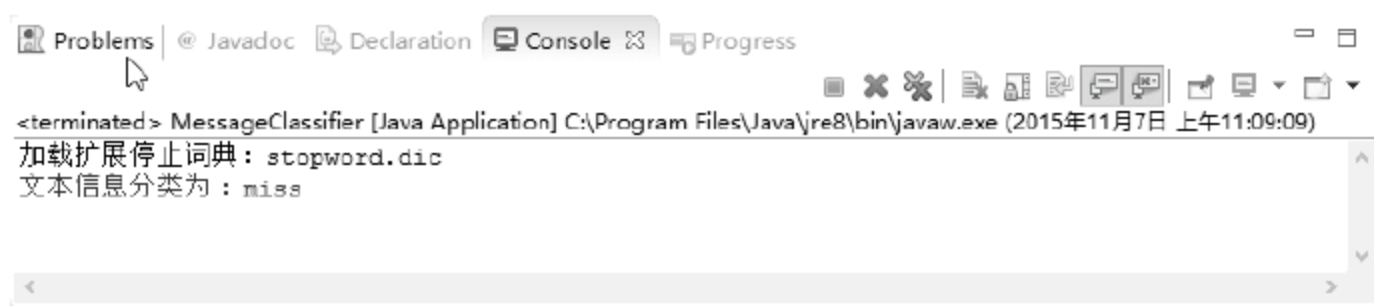 Problems @ Javadoc Declaration Console Progress
<terminated> MessageClassifier [Java Application] C:\Program Files\Java\jre8\bin\javaw.exe (2015年11月7日 上午11:09:09)
加载扩展停止词典：stopword.dic
文本信息分类为：miss